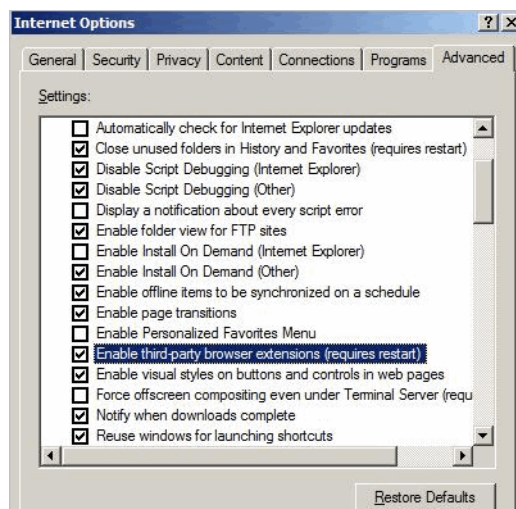 Internet Options
General Security Privacy Content Connections Programs Advanced
Settings:
Automatically check for Internet Explorer updates
Close unused folders in History and Favorites (requires restart)
Disable Script Debugging (Internet Explorer)
Disable Script Debugging (Other)
Display a notification about every script error
Enable folder view for FTP sites
Enable Install On Demand (Internet Explorer)
Enable Install On Demand (Other)
Enable offline items to be synchronized on a schedule
Enable page transitions
Enable Personalized Favorites Menu
Enable third-party browser extensions (requires restart)
Enable visual styles on buttons and controls in web pages
Force offscreen compositing even under Terminal Server (requ
Notify when downloads complete
Reuse windows for launching shortcuts
Restore Defaults